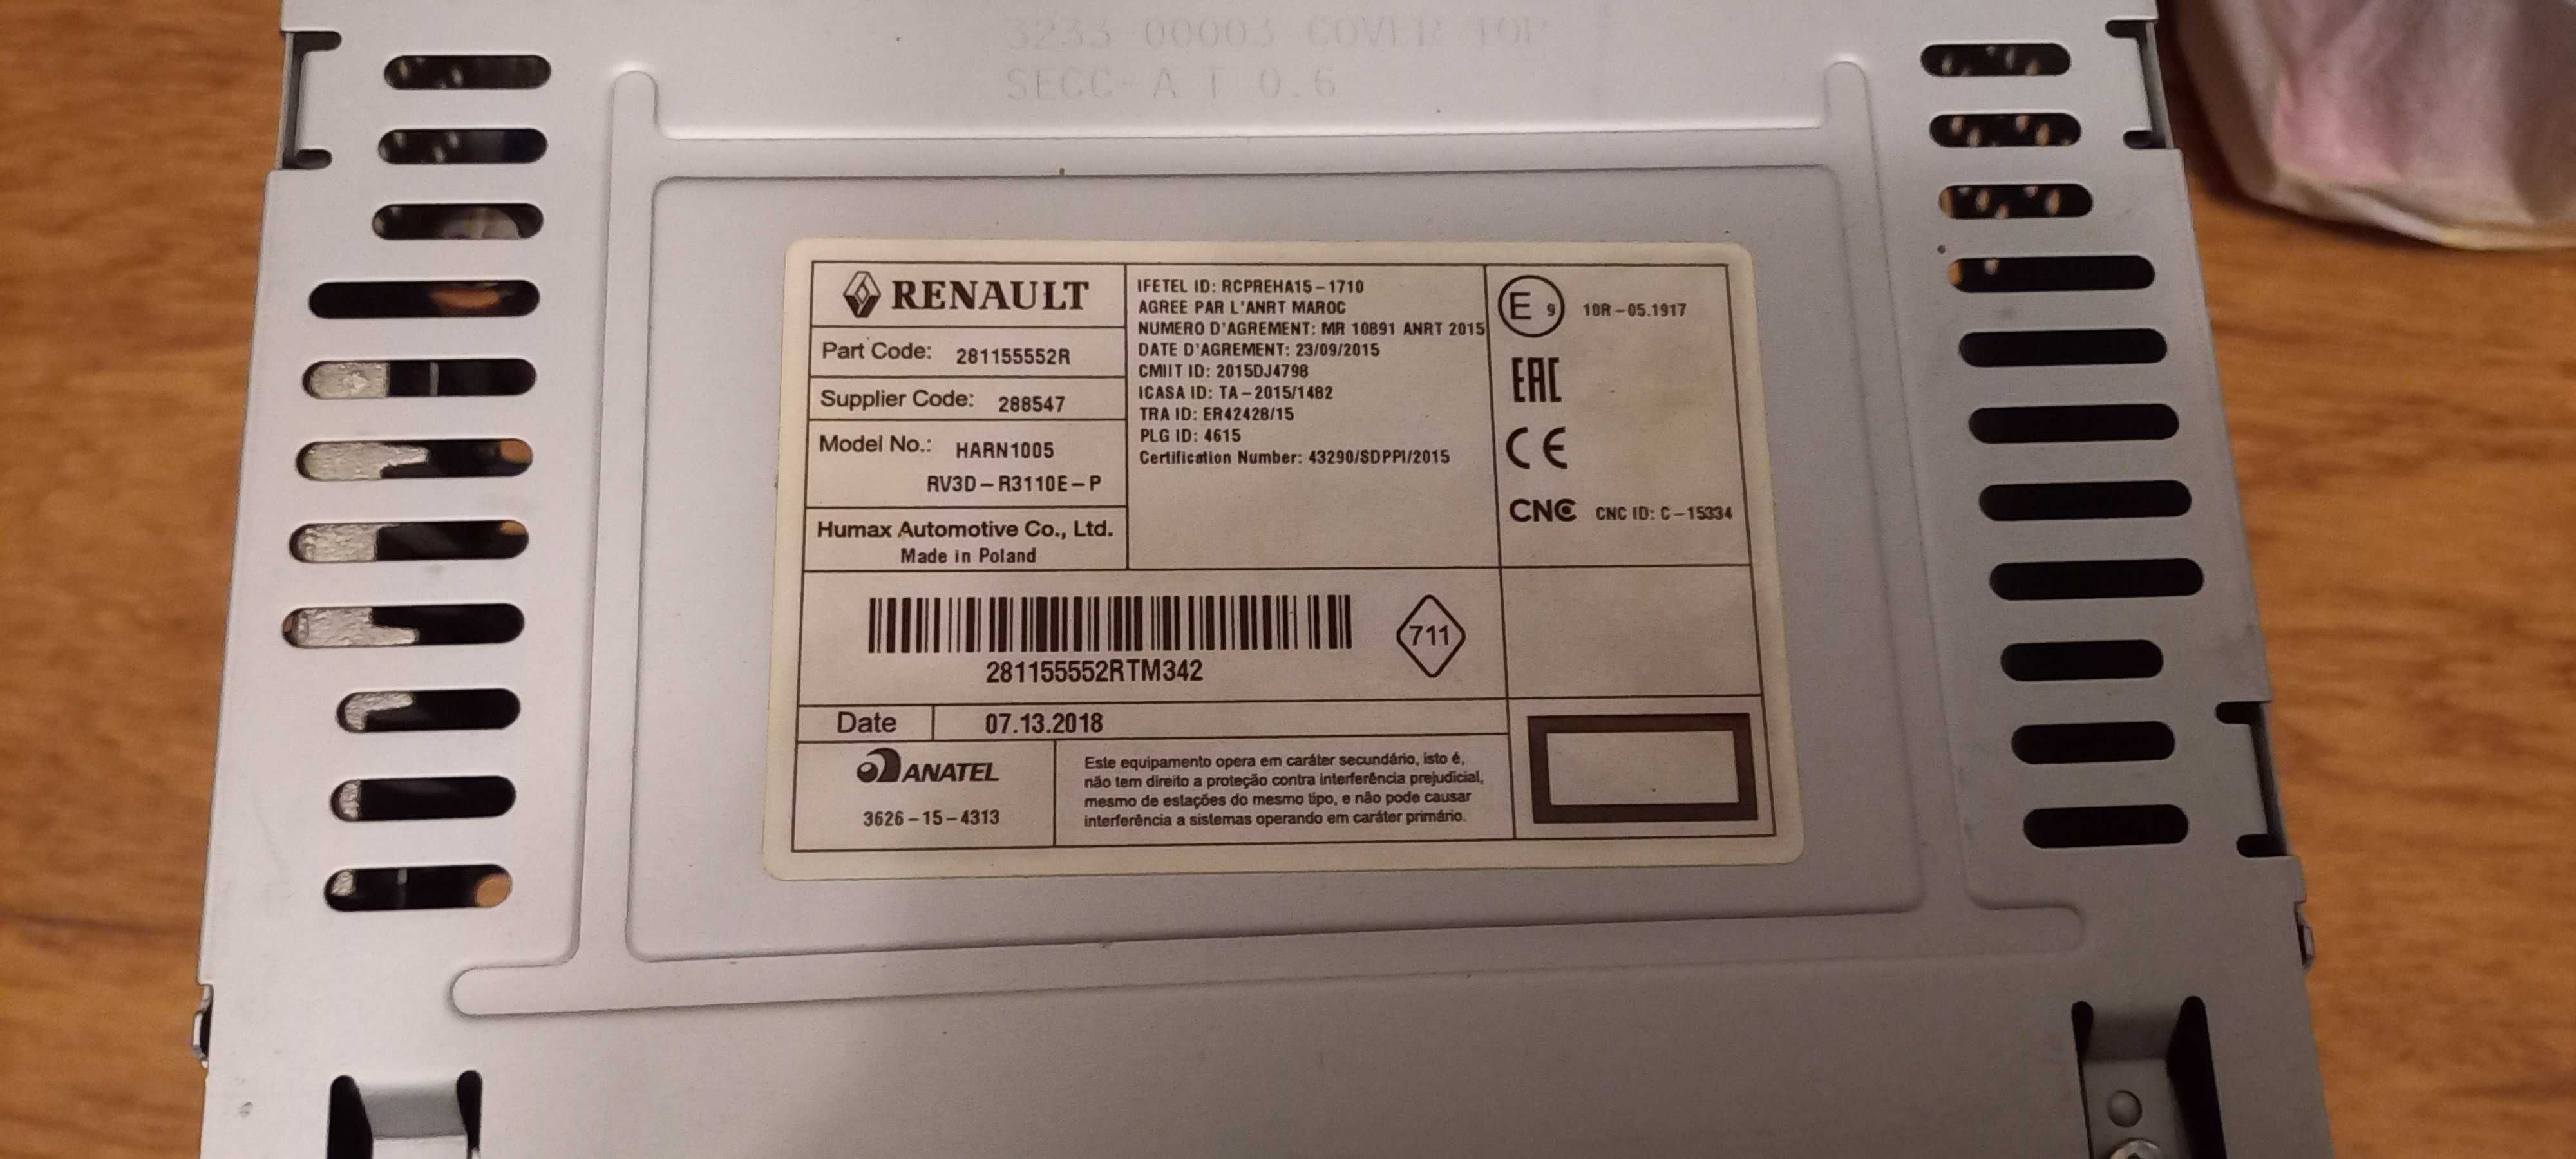 3233-00003 COVER TOP
SECC-A T 0.6
RENAULT
Part Code: 281155552R
Supplier Code: 288547
Model No.: HARN1005
RV3D-R3110E-P
Humax Automotive Co., Ltd.
Made in Poland
IFETEL ID: RCPREHA15-1710
AGREE PAR L'ANRT MAROC
NUMERO D'AGREMENT: MR 10891 ANRT 2015
DATE D'AGREMENT: 23/09/2015
CMIIT ID: 2015DJ4798
ICASA ID: TA-2015/1482
TRA ID: ER42428/15
PLG ID: 4615
Certification Number: 43290/SDPPI/2015
E 9 10R-05.1917
EAC
CE
CNC CNC ID: C-15334
281155552RTM342
711
Date 07.13.2018
ANATEL
3626-15-4313
Este equipamento opera em caráter secundário, isto é,
não tem direito a proteção contra interferência prejudicial,
mesmo de estações do mesmo tipo, e não pode causar
interferência a sistemas operando em caráter primário.